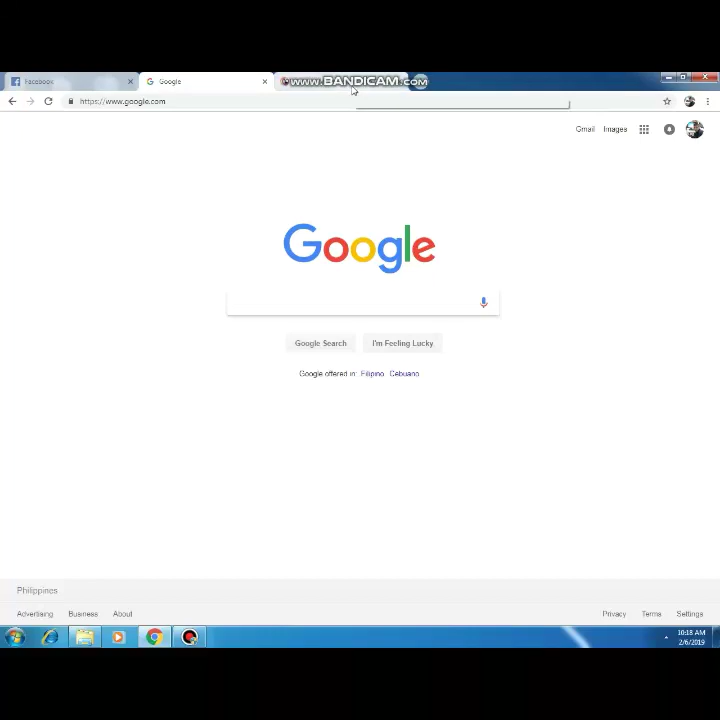 Facebook
Google
www.BANDICAM.com
https://www.google.com
Gmail Images
Google
Google Search I'm Feeling Lucky
Google offered in: Filipino Cebuano
Philippines
Advertising Business About Privacy Terms Settings
10:18 AM
2/6/2019